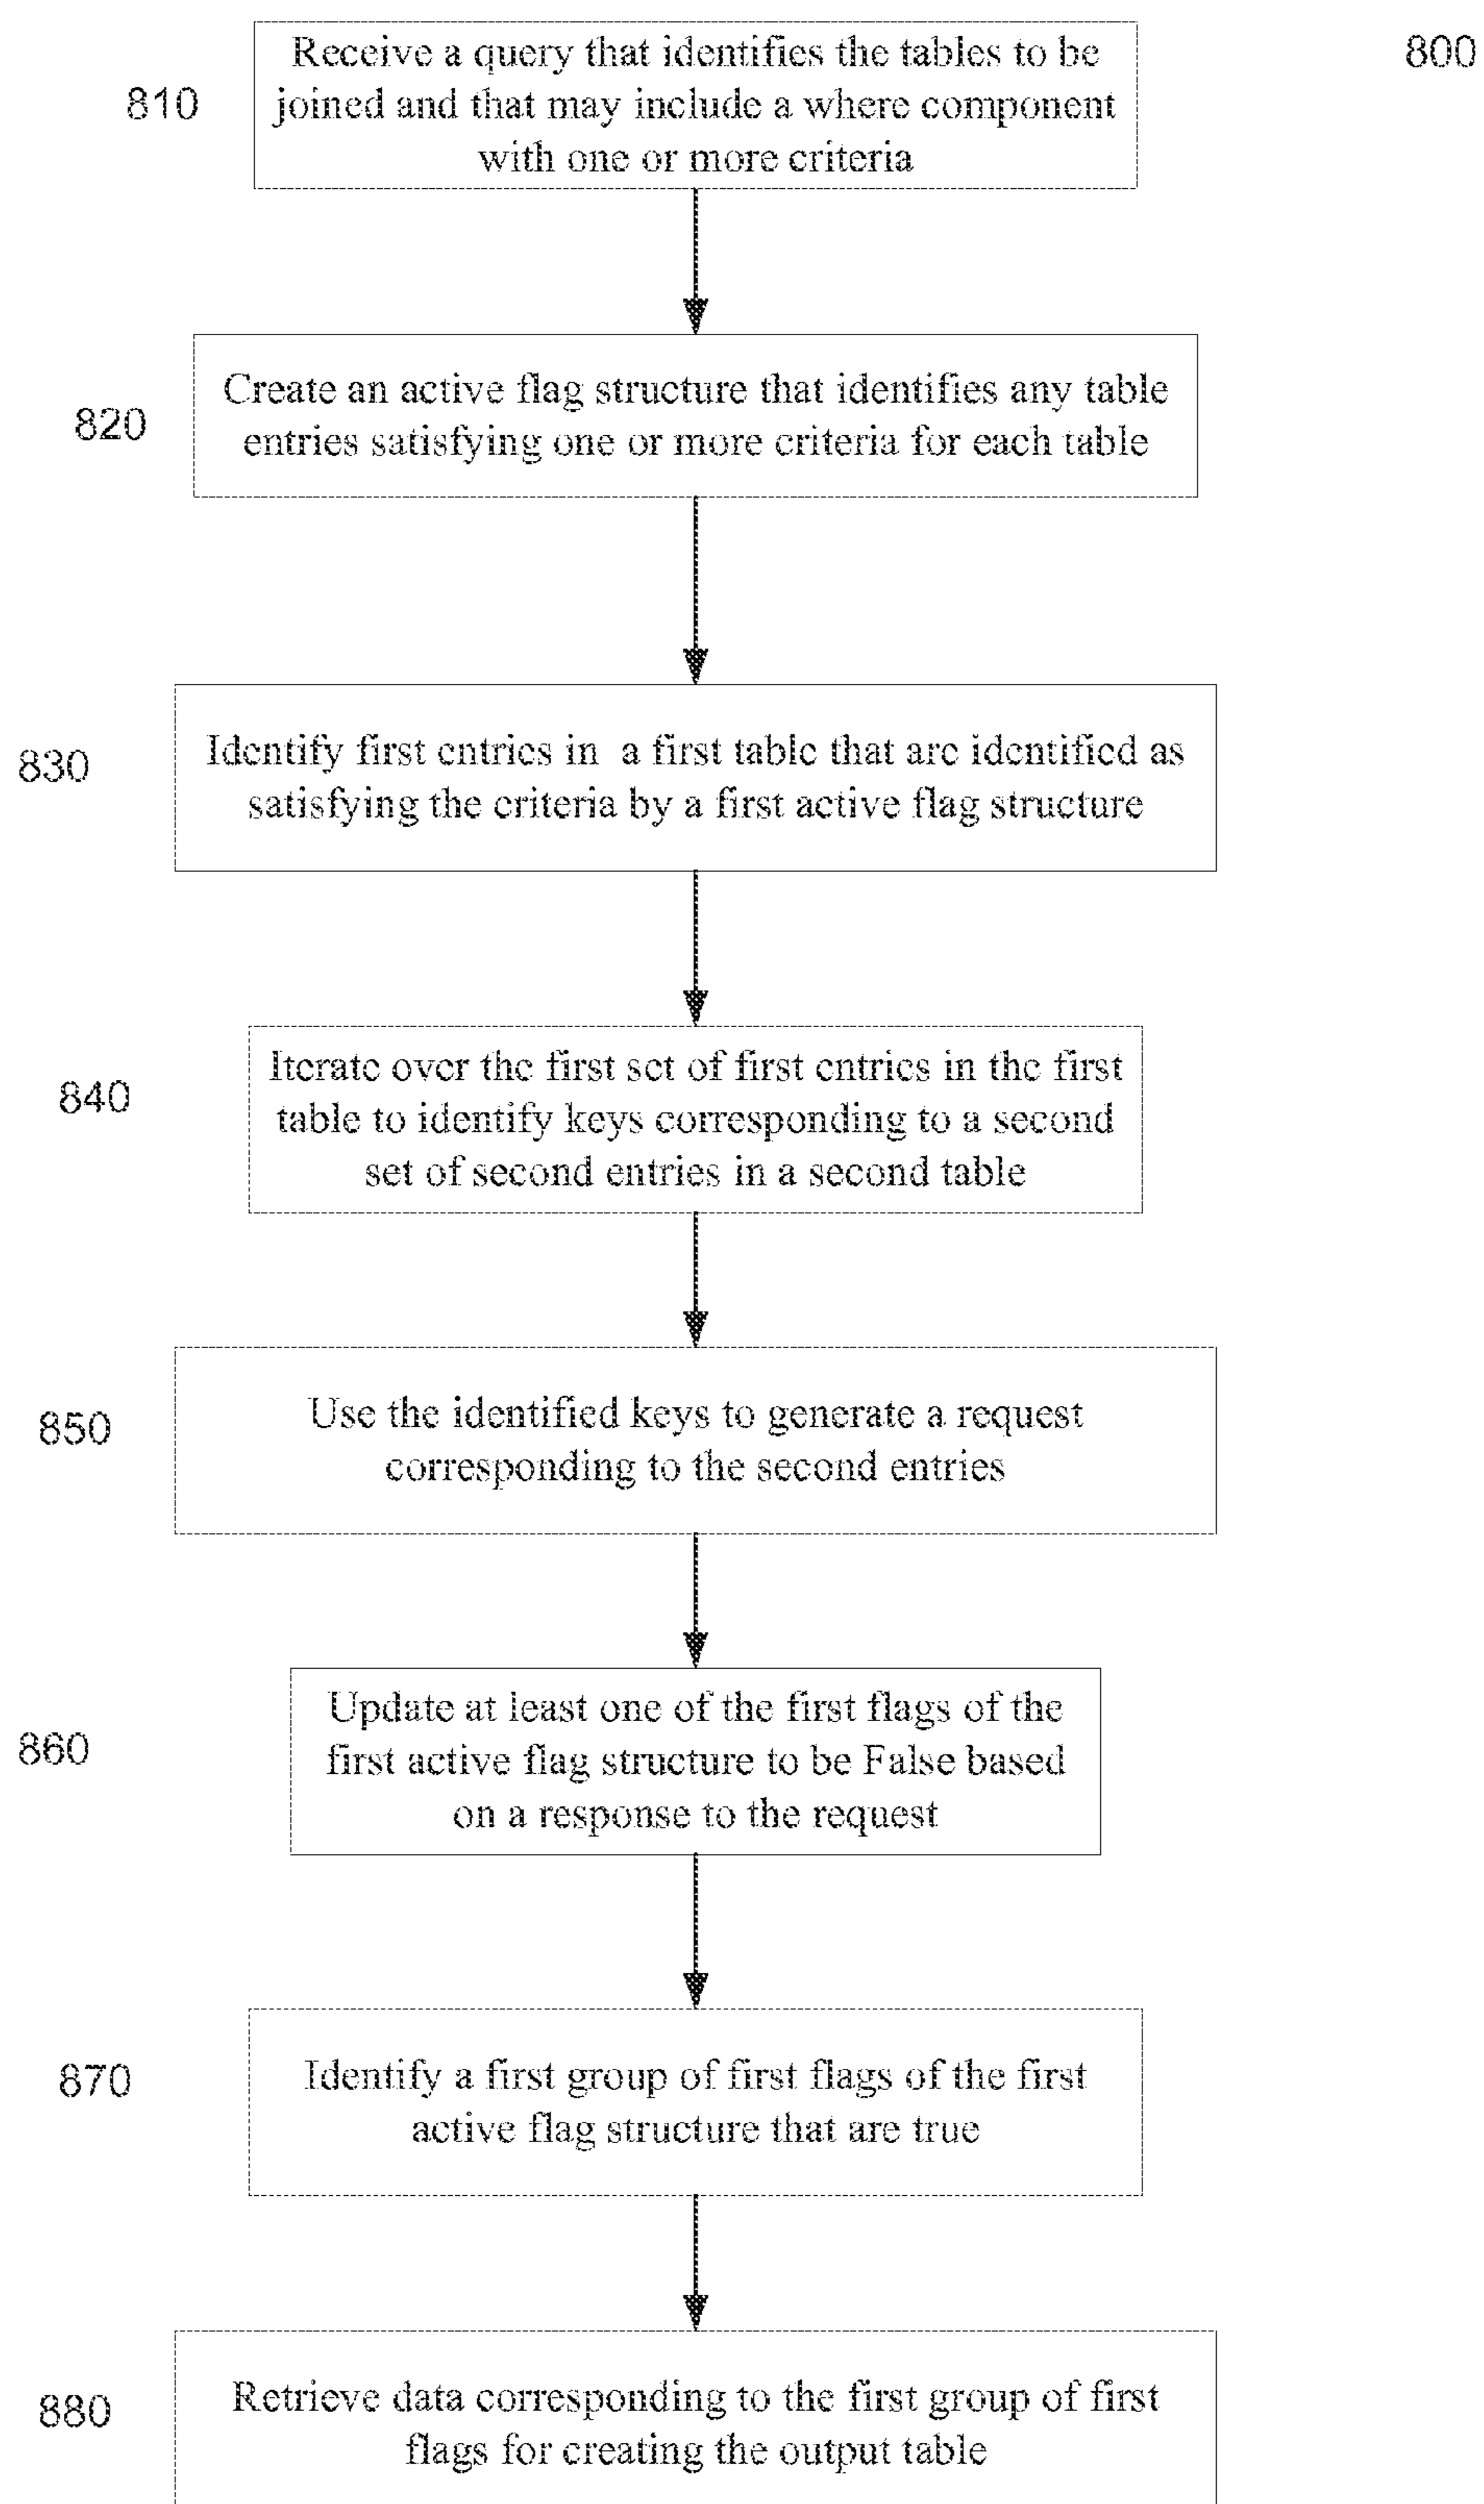 800
810
Receive a query that identifies the tables to be
joined and that may include a where component
with one or more criteria
820
Create an active flag structure that identifies any table
entries satisfying one or more criteria for each table
830
Identify first entries in a first table that are identified as
satisfying the criteria by a first active flag structure
840
Iterate over the first set of first entries in the first
table to identify keys corresponding to a second
set of second entries in a second table
850
Use the identified keys to generate a request
corresponding to the second entries
860
Update at least one of the first flags of the
first active flag structure to be False based
on a response to the request
870
Identify a first group of first flags of the first
active flag structure that are true
880
Retrieve data corresponding to the first group of first
flags for creating the output table